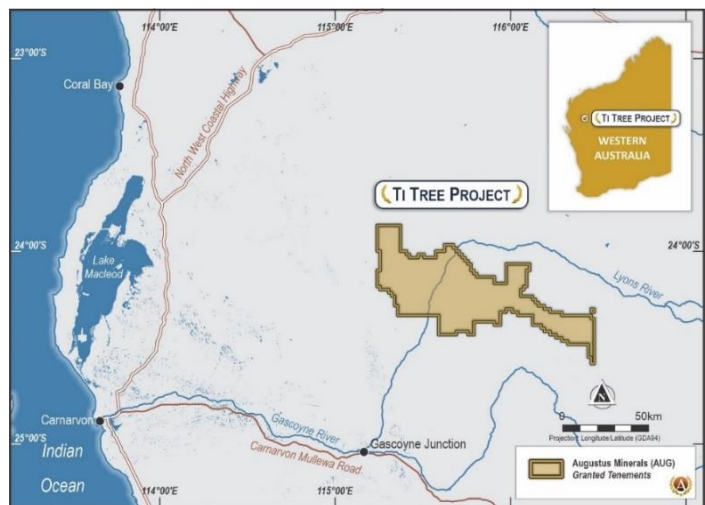 114°00'E
115°00'E
116°00'E
23°00'S
Coral Bay
North West Coastal Highway
TI TREE PROJECT
WESTERN
AUSTRALIA
TI TREE PROJECT
24°00'S
24°00'S
Lake
Macleod
Lyons River
Carnarvon
Gascoyne River
Carnarvon Mullewa Road
Gascoyne Junction
0
50km
Projection: Longitude/Latitude (GDA94)
25°00'S
Indian
Ocean
Augustus Minerals (AUG)
Granted Tenements
114°00'E
115°00'E
116°00'E